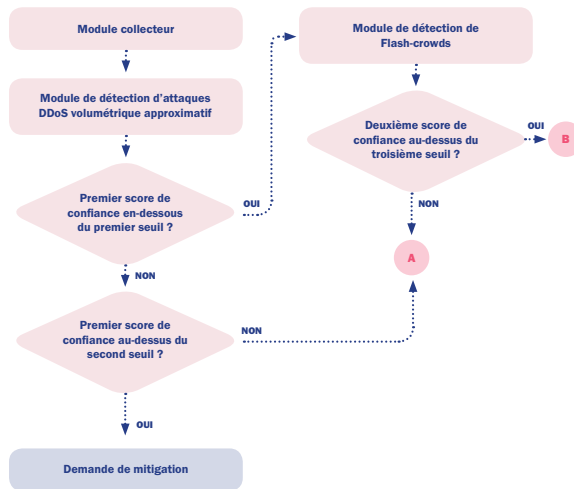 Module collecteur
Module de détection d'attaques
DDoS volumétrique approximatif
Premier score de
confiance en-dessous
du premier seuil ?
OUI
NON
Premier score de
confiance au-dessus du
second seuil ?
NON
OUI
Demande de mitigation
Module de détection de
Flash-crowds
Deuxième score de
confiance au-dessus du
troisième seuil ?
OUI
B
NON
A